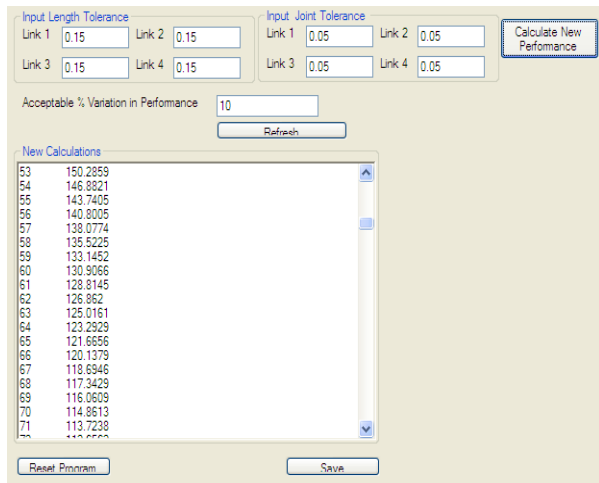 Input Length Tolerance
Link 1 0.15 Link 2 0.15
Link 3 0.15 Link 4 0.15
Input Joint Tolerance
Link 1 0.05 Link 2 0.05
Link 3 0.05 Link 4 0.05
Calculate New
Performance
Acceptable % Variation in Performance 10
Refresh
New Calculations
53 150.2859
54 146.8821
55 143.7405
56 140.8005
57 138.0774
58 135.5225
59 133.1452
60 130.9066
61 128.8145
62 126.862
63 125.0161
64 123.2929
65 121.6656
66 120.1379
67 118.6946
68 117.3429
69 116.0609
70 114.8613
71 113.7238
Reset Program
Save